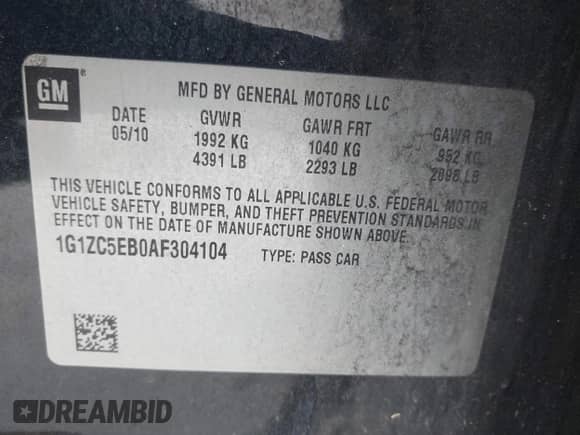 GM ®
MFD BY GENERAL MOTORS LLC
DATE GVWR GAWR FRT GAWR RR
05/10 1992 KG 1040 KG 952 KG
4391 LB 2293 LB 2098 LB
THIS VEHICLE CONFORMS TO ALL APPLICABLE U.S. FEDERAL MOTOR
VEHICLE SAFETY, BUMPER, AND THEFT PREVENTION STANDARDS IN
EFFECT ON THE DATE OF MANUFACTURE SHOWN ABOVE.
1G1ZC5EB0AF304104 TYPE: PASS CAR
DREAMBID